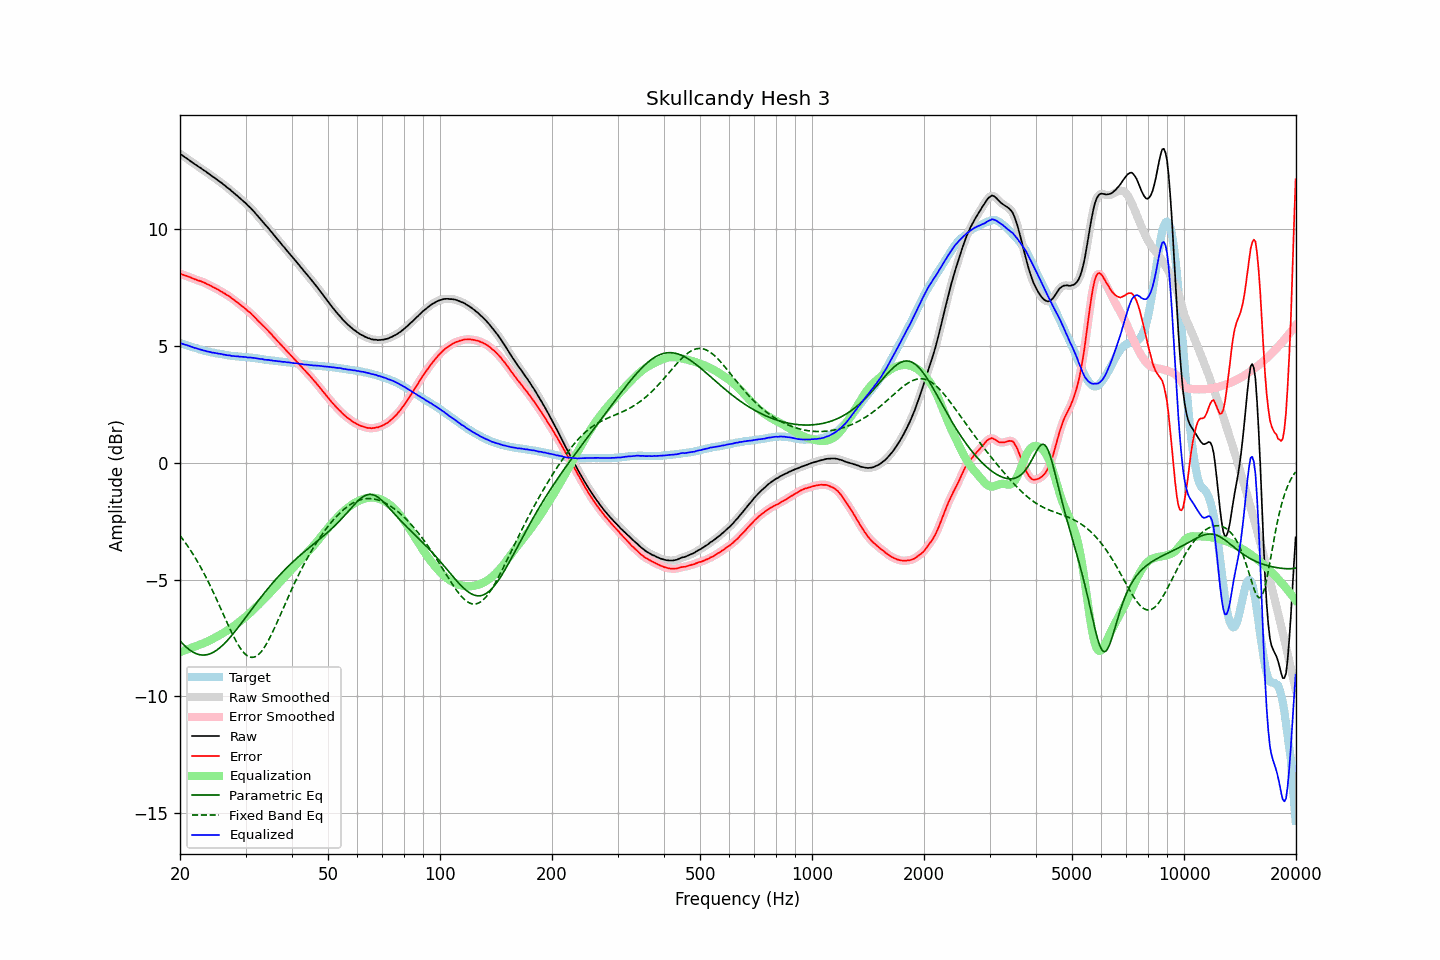 Skullcandy Hesh 3
Amplitude (dBr)
10
5
0
−5
−10
−15
Target
Raw Smoothed
Error Smoothed
Raw
Error
Equalization
Parametric Eq
Fixed Band Eq
Equalized
20 50 100 200 500 1000 2000 5000 10000 20000
Frequency (Hz)